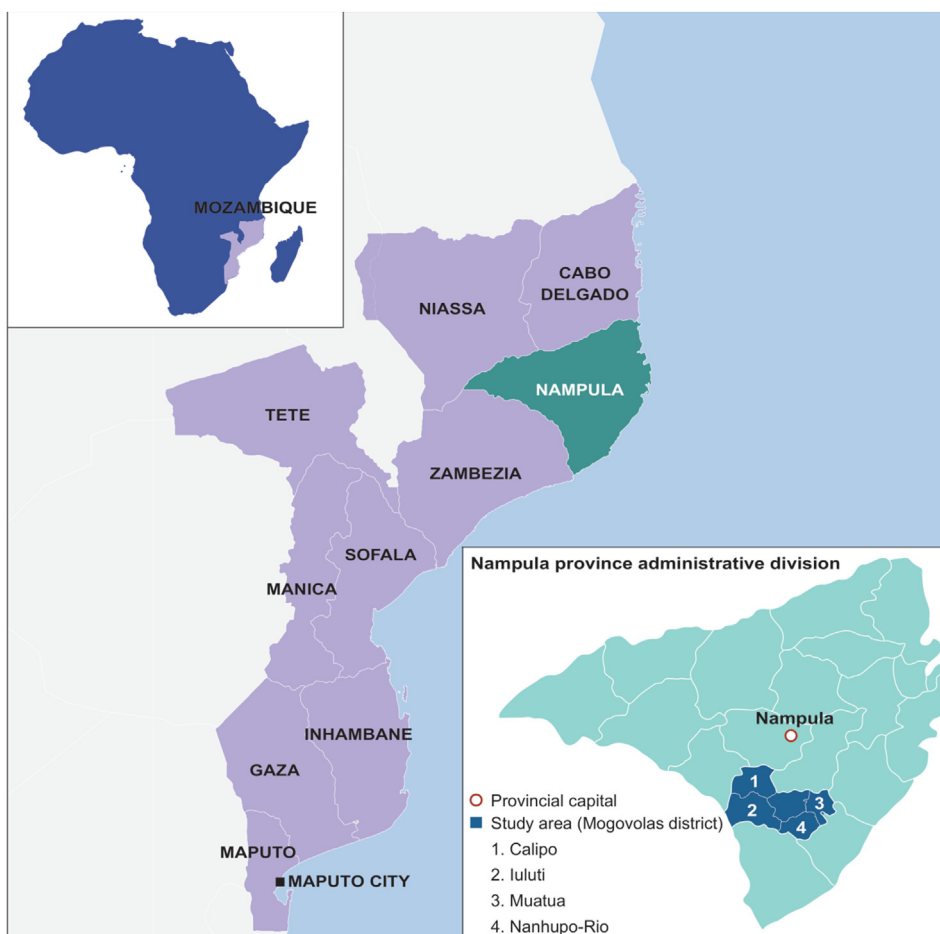 MOZAMBIQUE
CABO
DELGADO
NIASSA
NAMPULA
TETE
ZAMBEZIA
SOFALA
MANICA
INHAMBANE
GAZA
MAPUTO
MAPUTO CITY
Nampula province administrative division
Nampula
1
2
3
4
Provincial capital
Study area (Mogovolas district)
1. Calipo
2. Iuluti
3. Muatua
4. Nanhupo-Rio